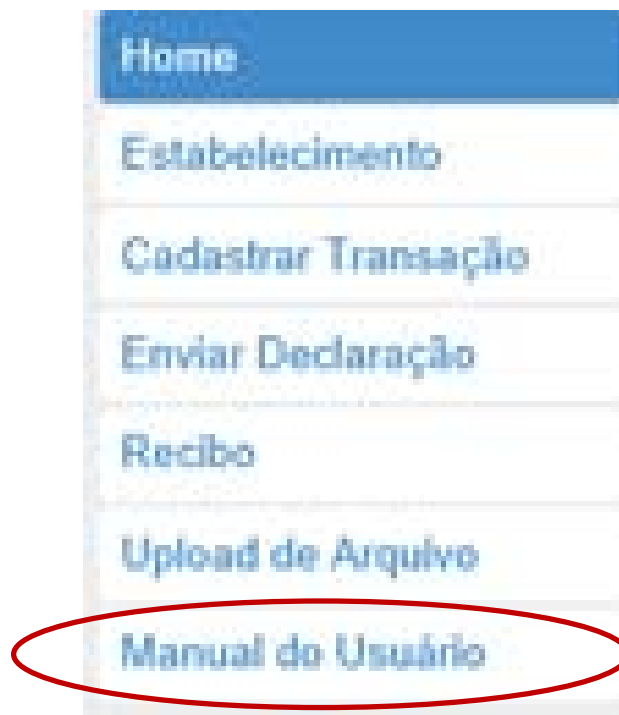 Home
Estabelecimento
Cadastrar Transação
Enviar Declaração
Recibo
Upload de Arquivo
Manual do Usuário